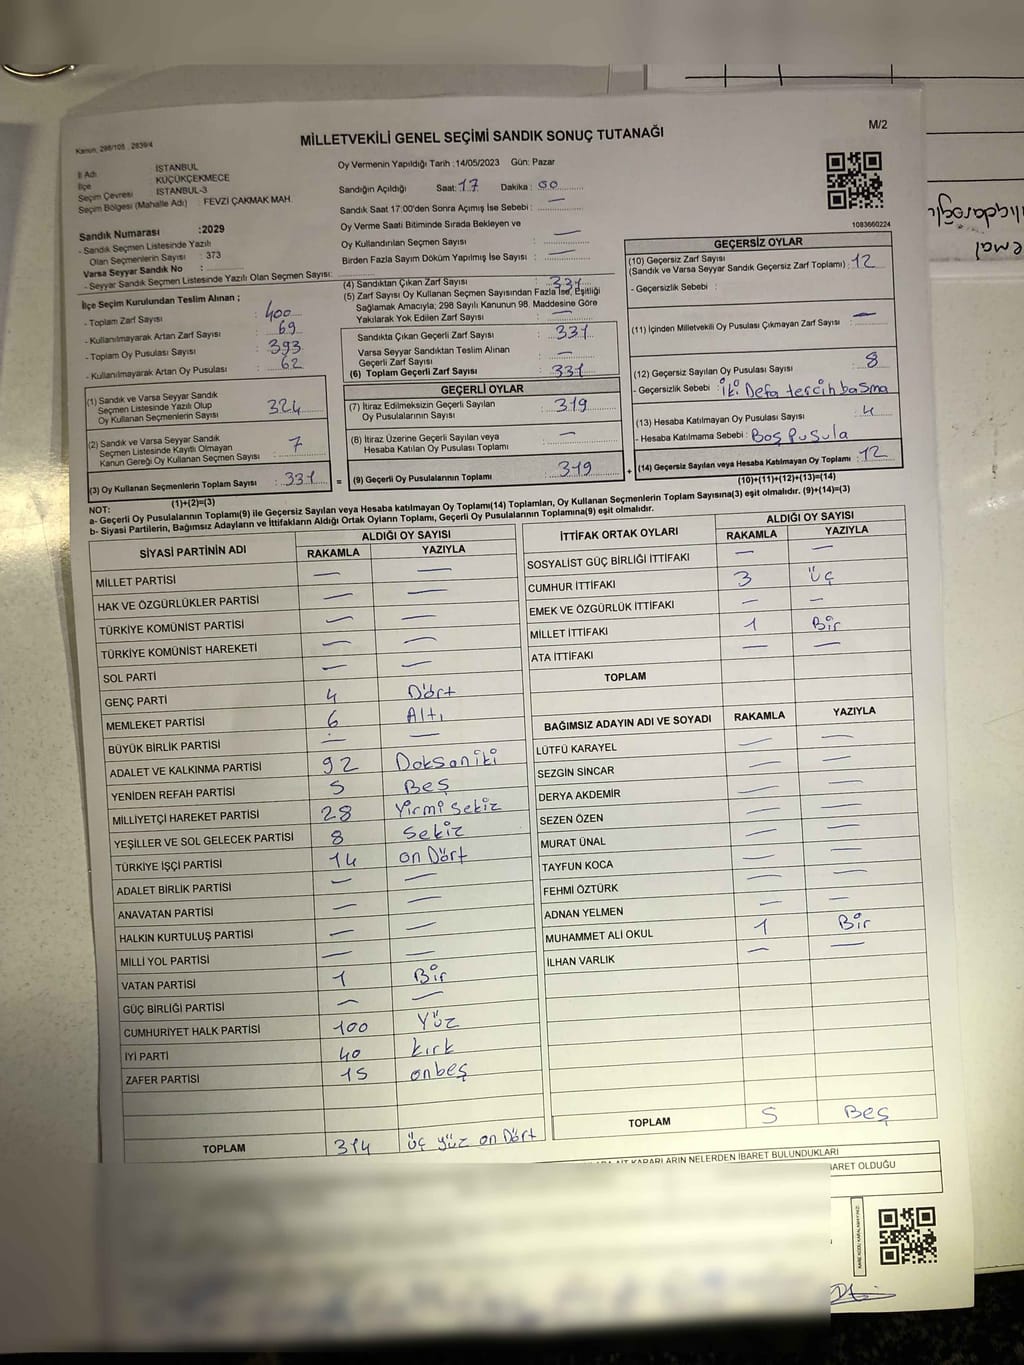 Kanun, 298/105 , 2839/4
MİLLETVEKİLİ GENEL SEÇİMİ SANDIK SONUÇ TUTANAĞI
M/2
İl Adı : İSTANBUL
İlçe : KÜÇÜKÇEKMECE
Seçim Çevresi : İSTANBUL-3
Seçim Bölgesi (Mahalle Adı) : FEVZİ ÇAKMAK MAH.
Oy Vermenin Yapıldığı Tarih : 14/05/2023 Gün: Pazar
Sandığın Açıldığı Saat: 17 Dakika : 00
Sandık Saat 17:00'den Sonra Açımış İse Sebebi : —
Oy Verme Saati Bitiminde Sırada Bekleyen ve
Oy Kullandırılan Seçmen Sayısı : —
Birden Fazla Sayım Döküm Yapılmış İse Sayısı : —
1083660224
Sandık Numarası :2029
- Sandık Seçmen Listesinde Yazılı
Olan Seçmenlerin Sayısı : 373
Varsa Seyyar Sandık No :
- Seyyar Sandık Seçmen Listesinde Yazılı Olan Seçmen Sayısı:
İlçe Seçim Kurulundan Teslim Alınan ;
- Toplam Zarf Sayısı : 400
- Kullanılmayarak Artan Zarf Sayısı : 69
- Toplam Oy Pusulası Sayısı : 393
- Kullanılmayarak Artan Oy Pusulası : 62
(1) Sandık ve Varsa Seyyar Sandık
Seçmen Listesinde Yazılı Olup
Oy Kullanan Seçmenlerin Sayısı : 324
(2) Sandık ve Varsa Seyyar Sandık
Seçmen Listesinde Kayıtlı Olmayan
Kanun Gereği Oy Kullanan Seçmen Sayısı : 7
(3) Oy Kullanan Seçmenlerin Toplam Sayısı : 331
(1)+(2)=(3)
(4) Sandıktan Çıkan Zarf Sayısı : 331
(5) Zarf Sayısı Oy Kullanan Seçmen Sayısından Fazla İse, Eşitliği
Sağlamak Amacıyla; 298 Sayılı Kanunun 98. Maddesine Göre
Yakılarak Yok Edilen Zarf Sayısı : —
Sandıkta Çıkan Geçerli Zarf Sayısı : 331
Varsa Seyyar Sandıktan Teslim Alınan
Geçerli Zarf Sayısı : —
(6) Toplam Geçerli Zarf Sayısı : 331
GEÇERLİ OYLAR
(7) İtiraz Edilmeksizin Geçerli Sayılan
Oy Pusulalarının Sayısı : 319
(8) İtiraz Üzerine Geçerli Sayılan veya
Hesaba Katılan Oy Pusulası Toplamı : —
= (9) Geçerli Oy Pusulalarının Toplamı : 319
GEÇERSİZ OYLAR
(10) Geçersiz Zarf Sayısı
(Sandık ve Varsa Seyyar Sandık Geçersiz Zarf Toplamı) : 12
- Geçersizlik Sebebi :
(11) İçinden Milletvekili Oy Pusulası Çıkmayan Zarf Sayısı : —
(12) Geçersiz Sayılan Oy Pusulası Sayısı : 8
- Geçersizlik Sebebi : iki Defa tercih basma
(13) Hesaba Katılmayan Oy Pusulası Sayısı : 4
- Hesaba Katılmama Sebebi : Boş Pusula
+ (14) Geçersiz Sayılan veya Hesaba Katılmayan Oy Toplamı : 12
(10)+(11)+(12)+(13)=(14)
NOT:
a- Geçerli Oy Pusulalarının Toplamı(9) ile Geçersiz Sayılan veya Hesaba katılmayan Oy Toplamı(14) Toplamları, Oy Kullanan Seçmenlerin Toplam Sayısına(3) eşit olmalıdır. (9)+(14)=(3)
b- Siyasi Partilerin, Bağımsız Adayların ve İttifakların Aldığı Ortak Oyların Toplamı, Geçerli Oy Pusulalarının Toplamına(9) eşit olmalıdır.
SİYASİ PARTİNİN ADI ALDIĞI OY SAYISI
RAKAMLA YAZIYLA
MİLLET PARTİSİ — —
HAK VE ÖZGÜRLÜKLER PARTİSİ — —
TÜRKİYE KOMÜNİST PARTİSİ — —
TÜRKİYE KOMÜNİST HAREKETİ — —
SOL PARTİ — —
GENÇ PARTİ 4 Dört
MEMLEKET PARTİSİ 6 Altı
BÜYÜK BİRLİK PARTİSİ — —
ADALET VE KALKINMA PARTİSİ 92 Doksaniki
YENİDEN REFAH PARTİSİ 5 Beş
MİLLİYETÇİ HAREKET PARTİSİ 28 Yirmi sekiz
YEŞİLLER VE SOL GELECEK PARTİSİ 8 Sekiz
TÜRKİYE İŞÇİ PARTİSİ 14 on Dört
ADALET BİRLİK PARTİSİ — —
ANAVATAN PARTİSİ — —
HALKIN KURTULUŞ PARTİSİ — —
MİLLİ YOL PARTİSİ — —
VATAN PARTİSİ 1 Bir
GÜÇ BİRLİĞİ PARTİSİ — —
CUMHURİYET HALK PARTİSİ 100 Yüz
İYİ PARTİ 40 kırk
ZAFER PARTİSİ 15 onbeş
TOPLAM 314 üç yüz on Dört
İTTİFAK ORTAK OYLARI ALDIĞI OY SAYISI
RAKAMLA YAZIYLA
SOSYALİST GÜÇ BİRLİĞİ İTTİFAKI — —
CUMHUR İTTİFAKI 3 üç
EMEK VE ÖZGÜRLÜK İTTİFAKI — —
MİLLET İTTİFAKI 1 Bir
ATA İTTİFAKI — —
TOPLAM
BAĞIMSIZ ADAYIN ADI VE SOYADI RAKAMLA YAZIYLA
LÜTFÜ KARAYEL — —
SEZGİN SİNCAR — —
DERYA AKDEMİR — —
SEZEN ÖZEN — —
MURAT ÜNAL — —
TAYFUN KOCA — —
FEHMİ ÖZTÜRK — —
ADNAN YELMEN — —
MUHAMMET ALİ OKUL 1 Bir
İLHAN VARLIK — —
TOPLAM 5 Beş
KARARLARIN NELERDEN İBARET BULUNDUKLARI
OLDUĞU